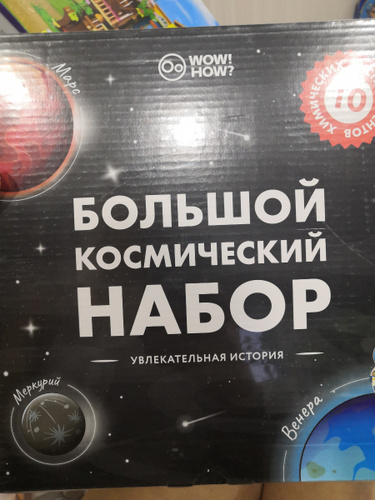 WOW!
HOW?
Марс
ХИМИЧЕСКИХ
10
БОЛЬШОЙ
КОСМИЧЕСКИЙ
НАБОР
УВЛЕКАТЕЛЬНАЯ ИСТОРИЯ
Меркурий
Венера